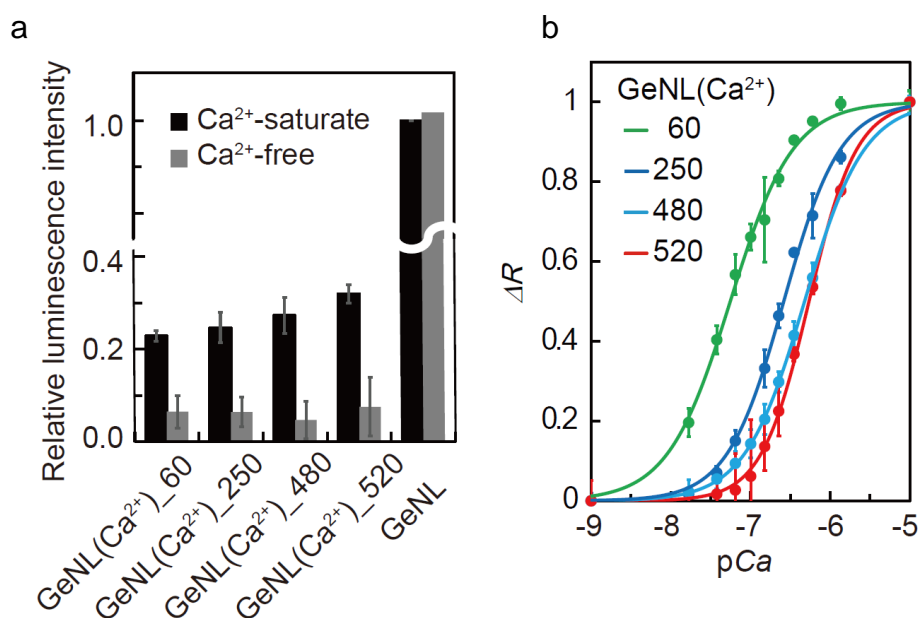 a
Relative luminescence intensity
1.0
0.4
0.2
0.0
Ca²⁺-saturate
Ca²⁺-free
GeNL(Ca²⁺)_60
GeNL(Ca²⁺)_250
GeNL(Ca²⁺)_480
GeNL(Ca²⁺)_520
GeNL
b
ΔR
1
0.8
0.6
0.4
0.2
0
GeNL(Ca²⁺)
60
250
480
520
-9
-8
-7
-6
-5
pCa